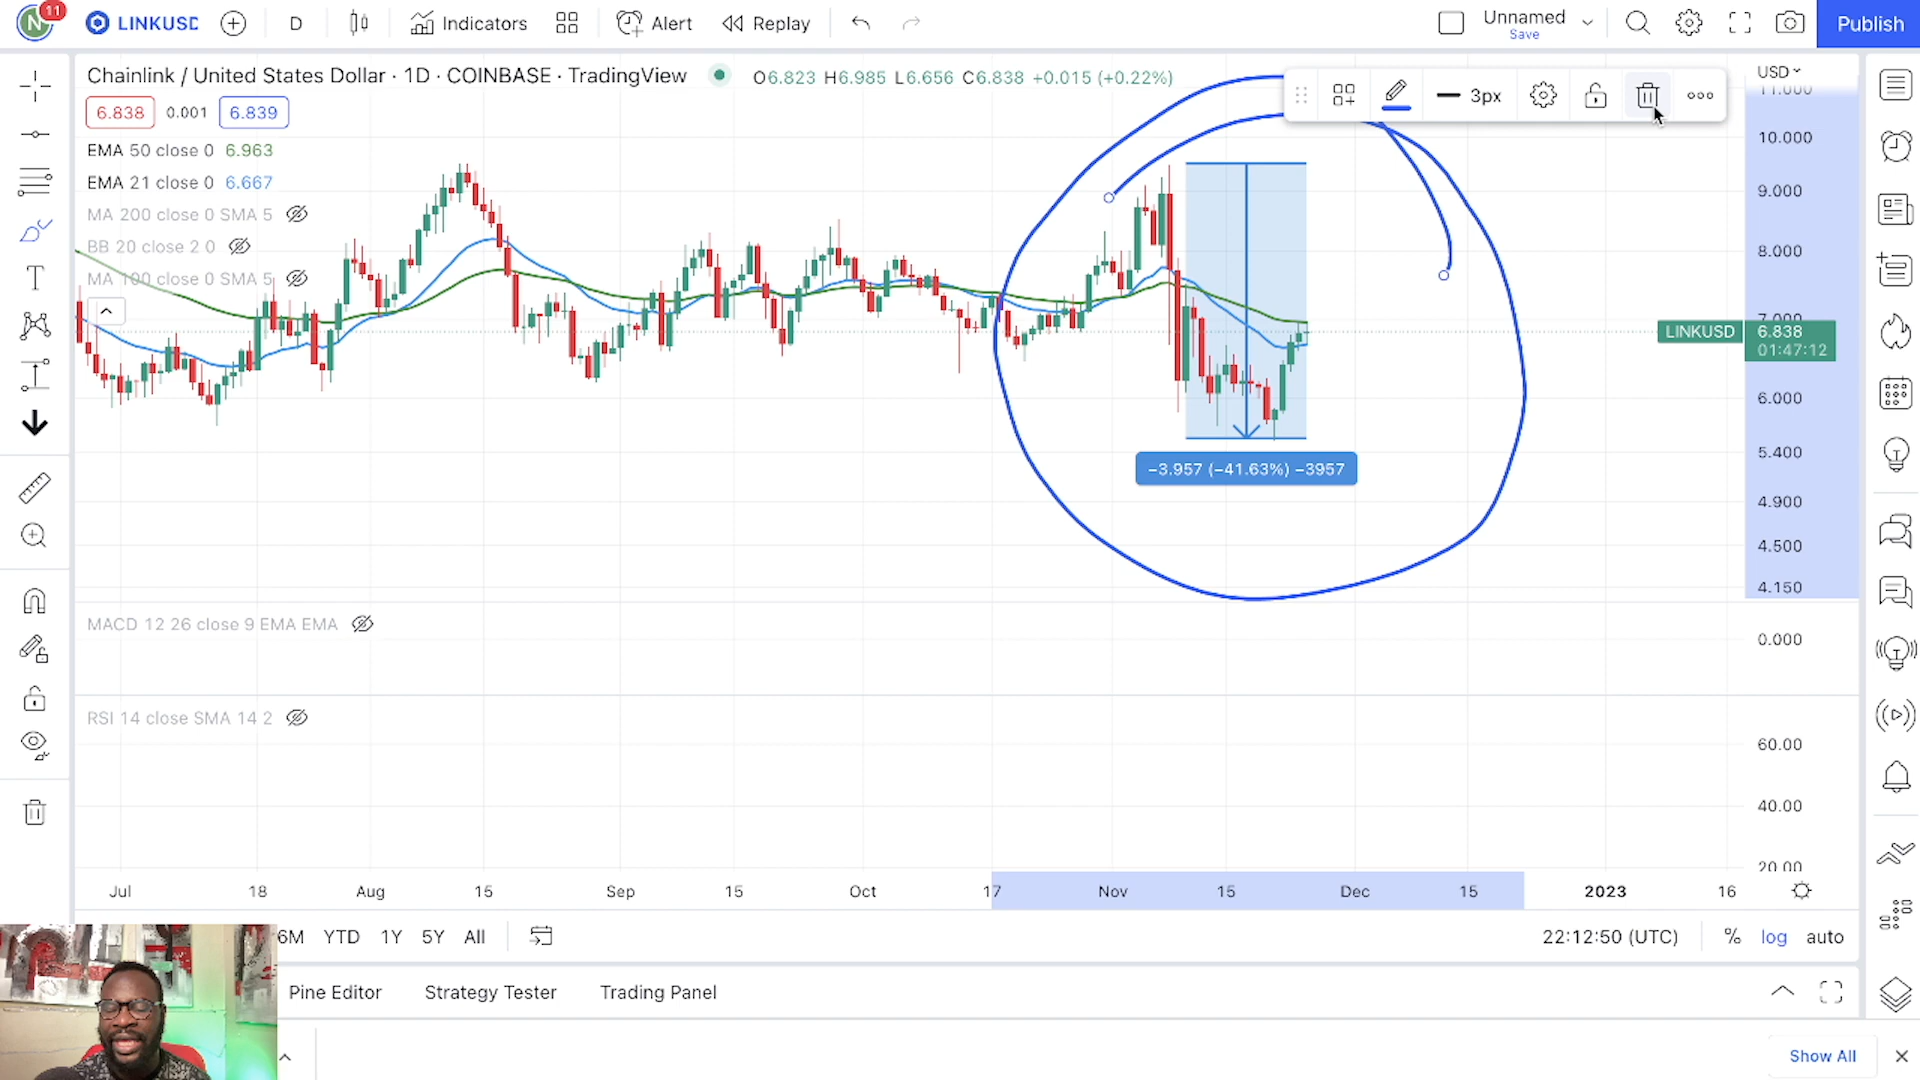 11
N
LINKUSD
D
Indicators
Alert
Replay
Unnamed
Save
Publish
Chainlink / United States Dollar · 1D · COINBASE · TradingView
O6.823 H6.985 L6.656 C6.838 +0.015 (+0.22%)
USD
3px
6.838
0.001
6.839
EMA 50 close 0 6.963
EMA 21 close 0 6.667
MA 200 close 0 SMA 5
BB 20 close 2 0
MA 100 close 0 SMA 5
11.000
10.000
9.000
8.000
7.000
LINKUSD
6.838
01:47:12
6.000
5.400
4.900
4.500
4.150
−3.957 (−41.63%) −3957
MACD 12 26 close 9 EMA EMA
0.000
RSI 14 close SMA 14 2
60.00
40.00
20.00
Jul 18 Aug 15 Sep 15 Oct 17 Nov 15 Dec 15 2023 16
6M YTD 1Y 5Y All
22:12:50 (UTC)
% log auto
Pine Editor Strategy Tester Trading Panel
Show All